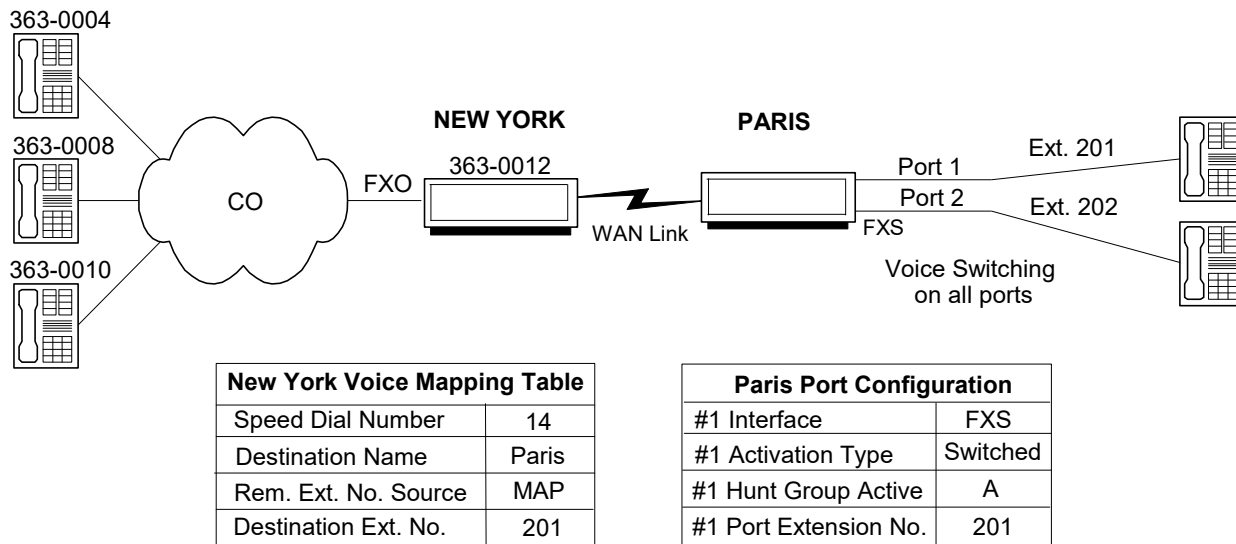 363-0004
363-0008
363-0010
CO
FXO
NEW YORK
363-0012
WAN Link
PARIS
Port 1
Port 2
FXS
Ext. 201
Ext. 202
Voice Switching
on all ports
New York Voice Mapping Table
Speed Dial Number 14
Destination Name Paris
Rem. Ext. No. Source MAP
Destination Ext. No. 201
Paris Port Configuration
#1 Interface FXS
#1 Activation Type Switched
#1 Hunt Group Active A
#1 Port Extension No. 201